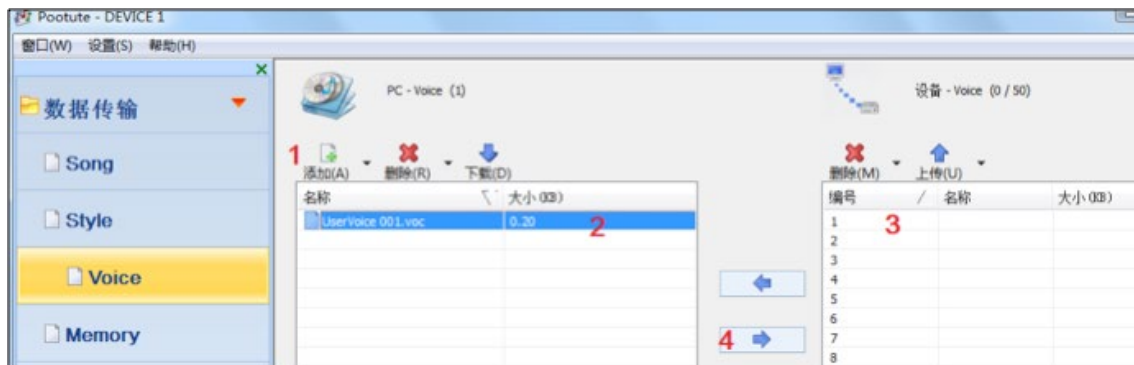 Pootute - DEVICE 1
窗口(W) 设置(S) 帮助(H)
数据传输
Song
Style
Voice
Memory
PC - Voice (1)
1 添加(A) 删除(R) 下载(D)
名称 大小(KB)
UserVoice 001.voc 0.20 2
4
设备 - Voice (0 / 50)
删除(M) 上传(U)
编号 / 名称 大小(KB)
1 3
2
3
4
5
6
7
8